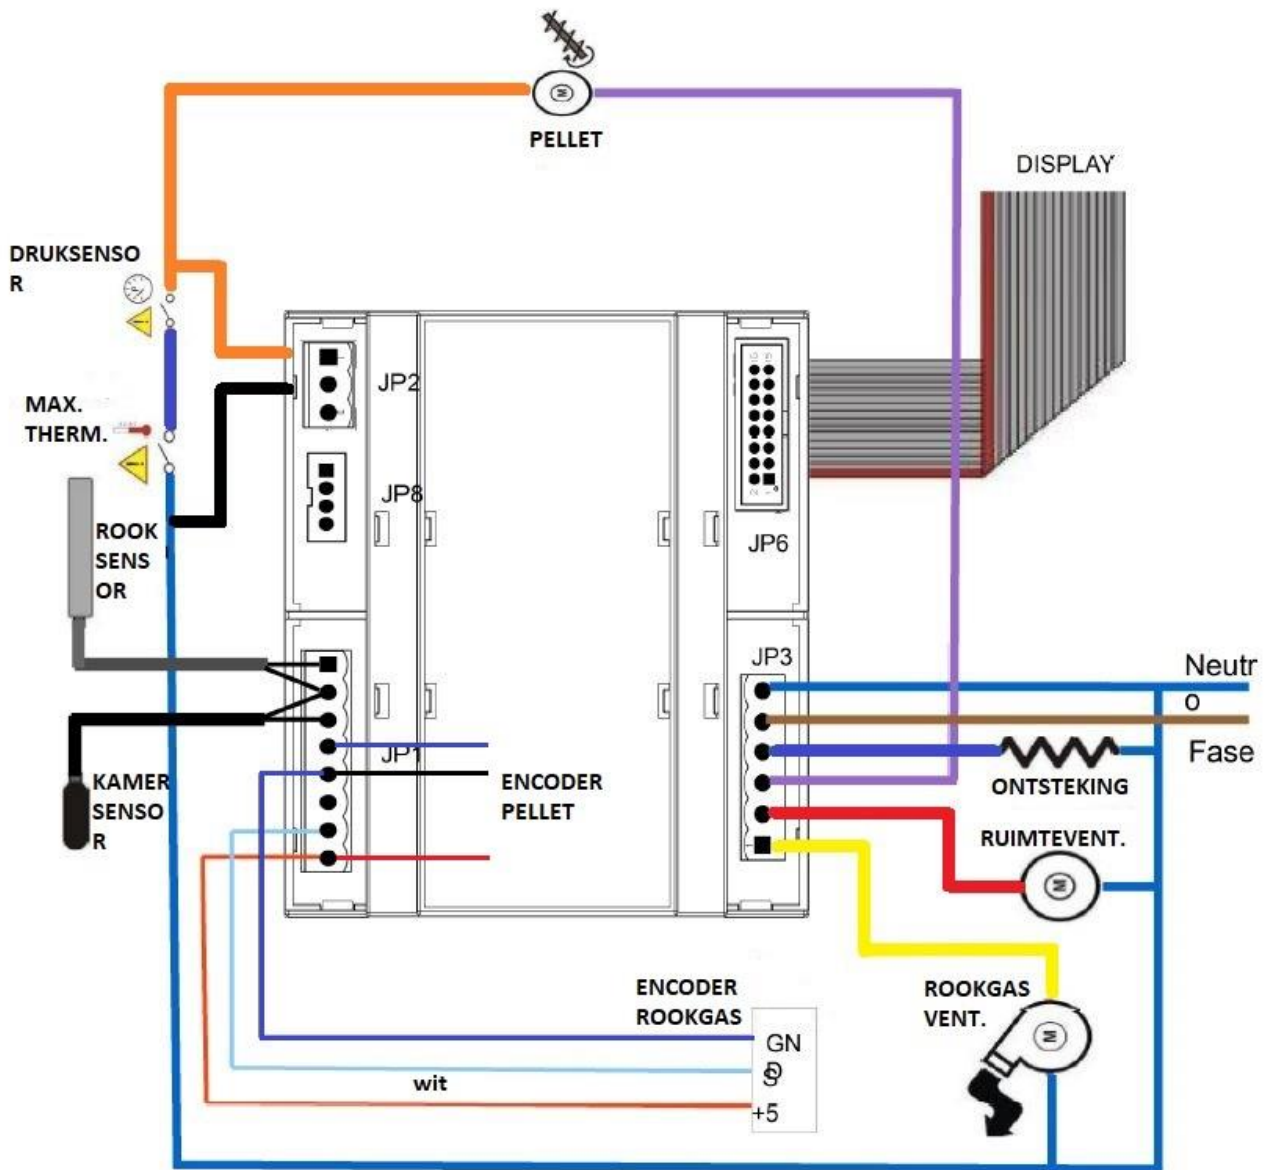 PELLET
DISPLAY
DRUKSENSO
R
MAX.
THERM.
JP2
JP8
JP6
ROOK
SENS
OR
JP3
Neutr
o
Fase
JP1
ENCODER
PELLET
ONTSTEKING
KAMER
SENSO
R
RUIMTEVENT.
ENCODER
ROOKGAS
ROOKGAS
VENT.
GN
D
S
wit
+5
M
M
M